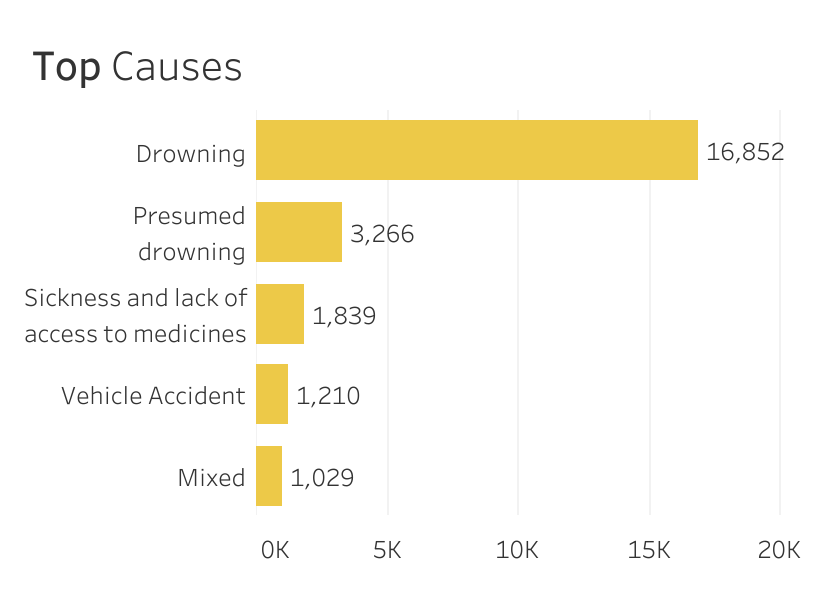 Top Causes
Drowning
16,852
Presumed
drowning
3,266
Sickness and lack of
access to medicines
1,839
Vehicle Accident
1,210
Mixed
1,029
0K
5K
10K
15K
20K